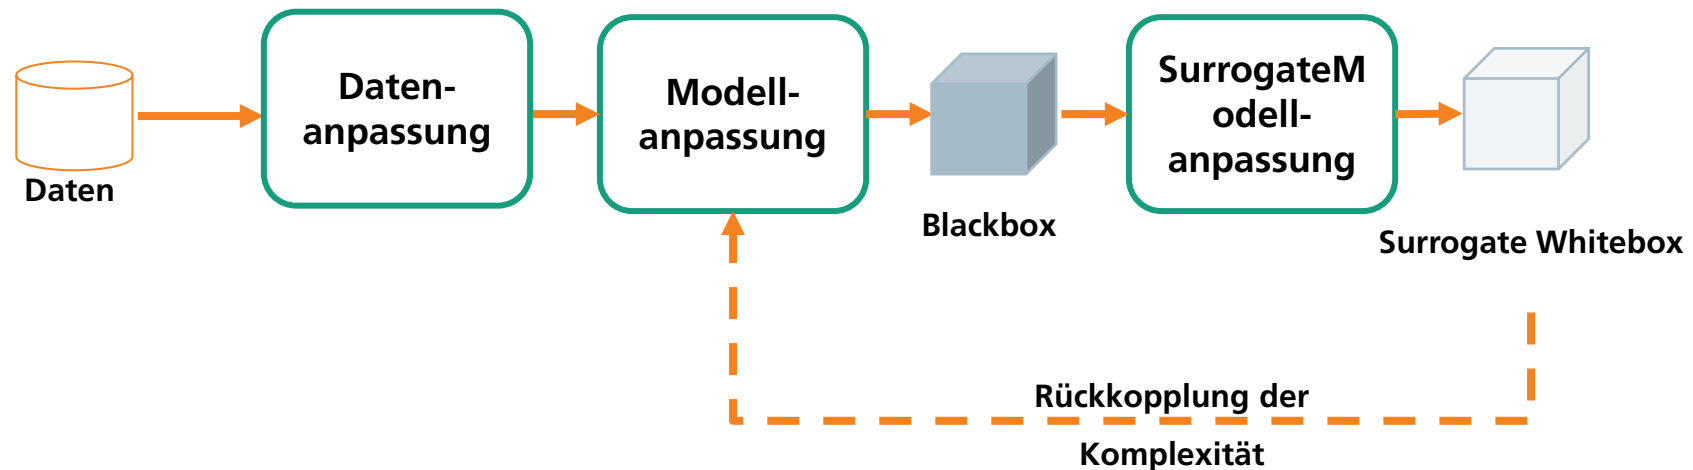 Daten
Daten-
anpassung
Modell-
anpassung
Blackbox
SurrogateM
odell-
anpassung
Surrogate Whitebox
Rückkopplung der
Komplexität